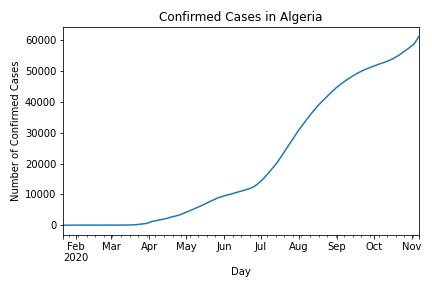 Confirmed Cases in Algeria
Number of Confirmed Cases
60000
50000
40000
30000
20000
10000
0
Feb Mar Apr May Jun Jul Aug Sep Oct Nov
2020
Day